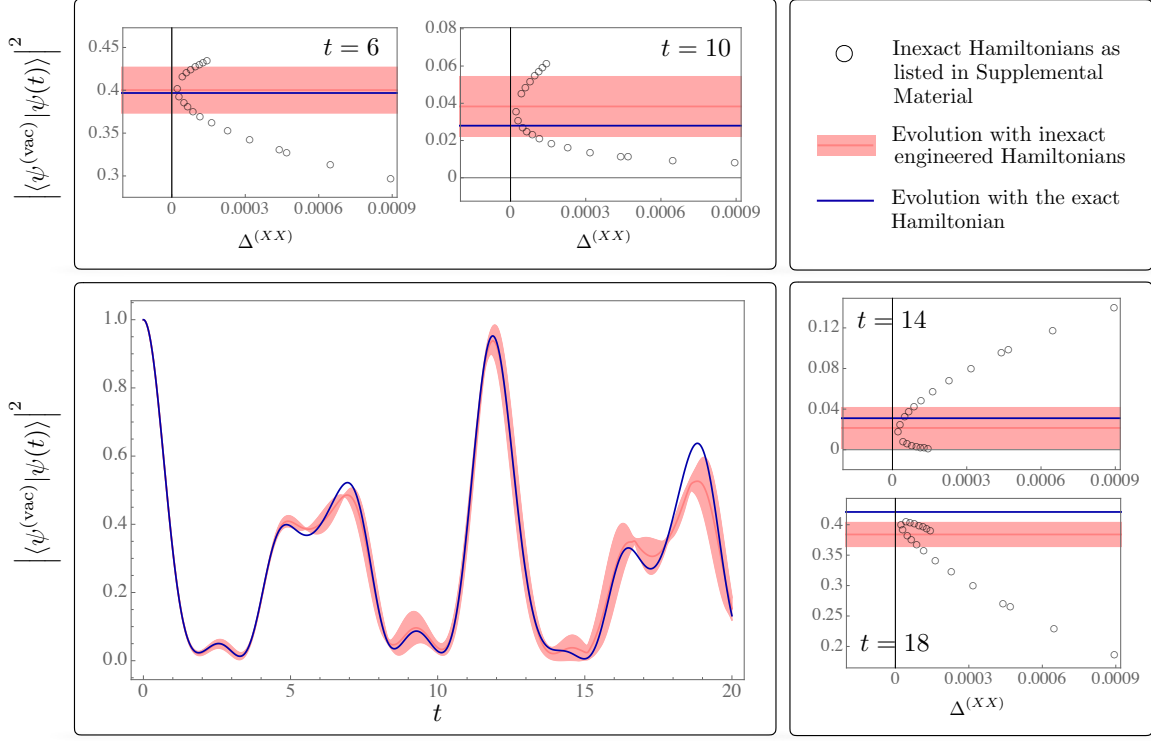 |⟨ψ^(vac)|ψ(t)⟩|²
0.45
0.4
0.35
0.3
t = 6
0
0.0003
0.0006
0.0009
Δ^(XX)
0.08
0.06
0.04
0.02
0
t = 10
0
0.0003
0.0006
0.0009
Δ^(XX)
Inexact Hamiltonians as
listed in Supplemental
Material
Evolution with inexact
engineered Hamiltonians
Evolution with the exact
Hamiltonian
|⟨ψ^(vac)|ψ(t)⟩|²
1.0
0.8
0.6
0.4
0.2
0.0
0
5
10
15
20
t
t = 14
0.12
0.08
0.04
0
0
0.0003
0.0006
0.0009
0.4
0.35
0.3
0.25
0.2
t = 18
0
0.0003
0.0006
0.0009
Δ^(XX)